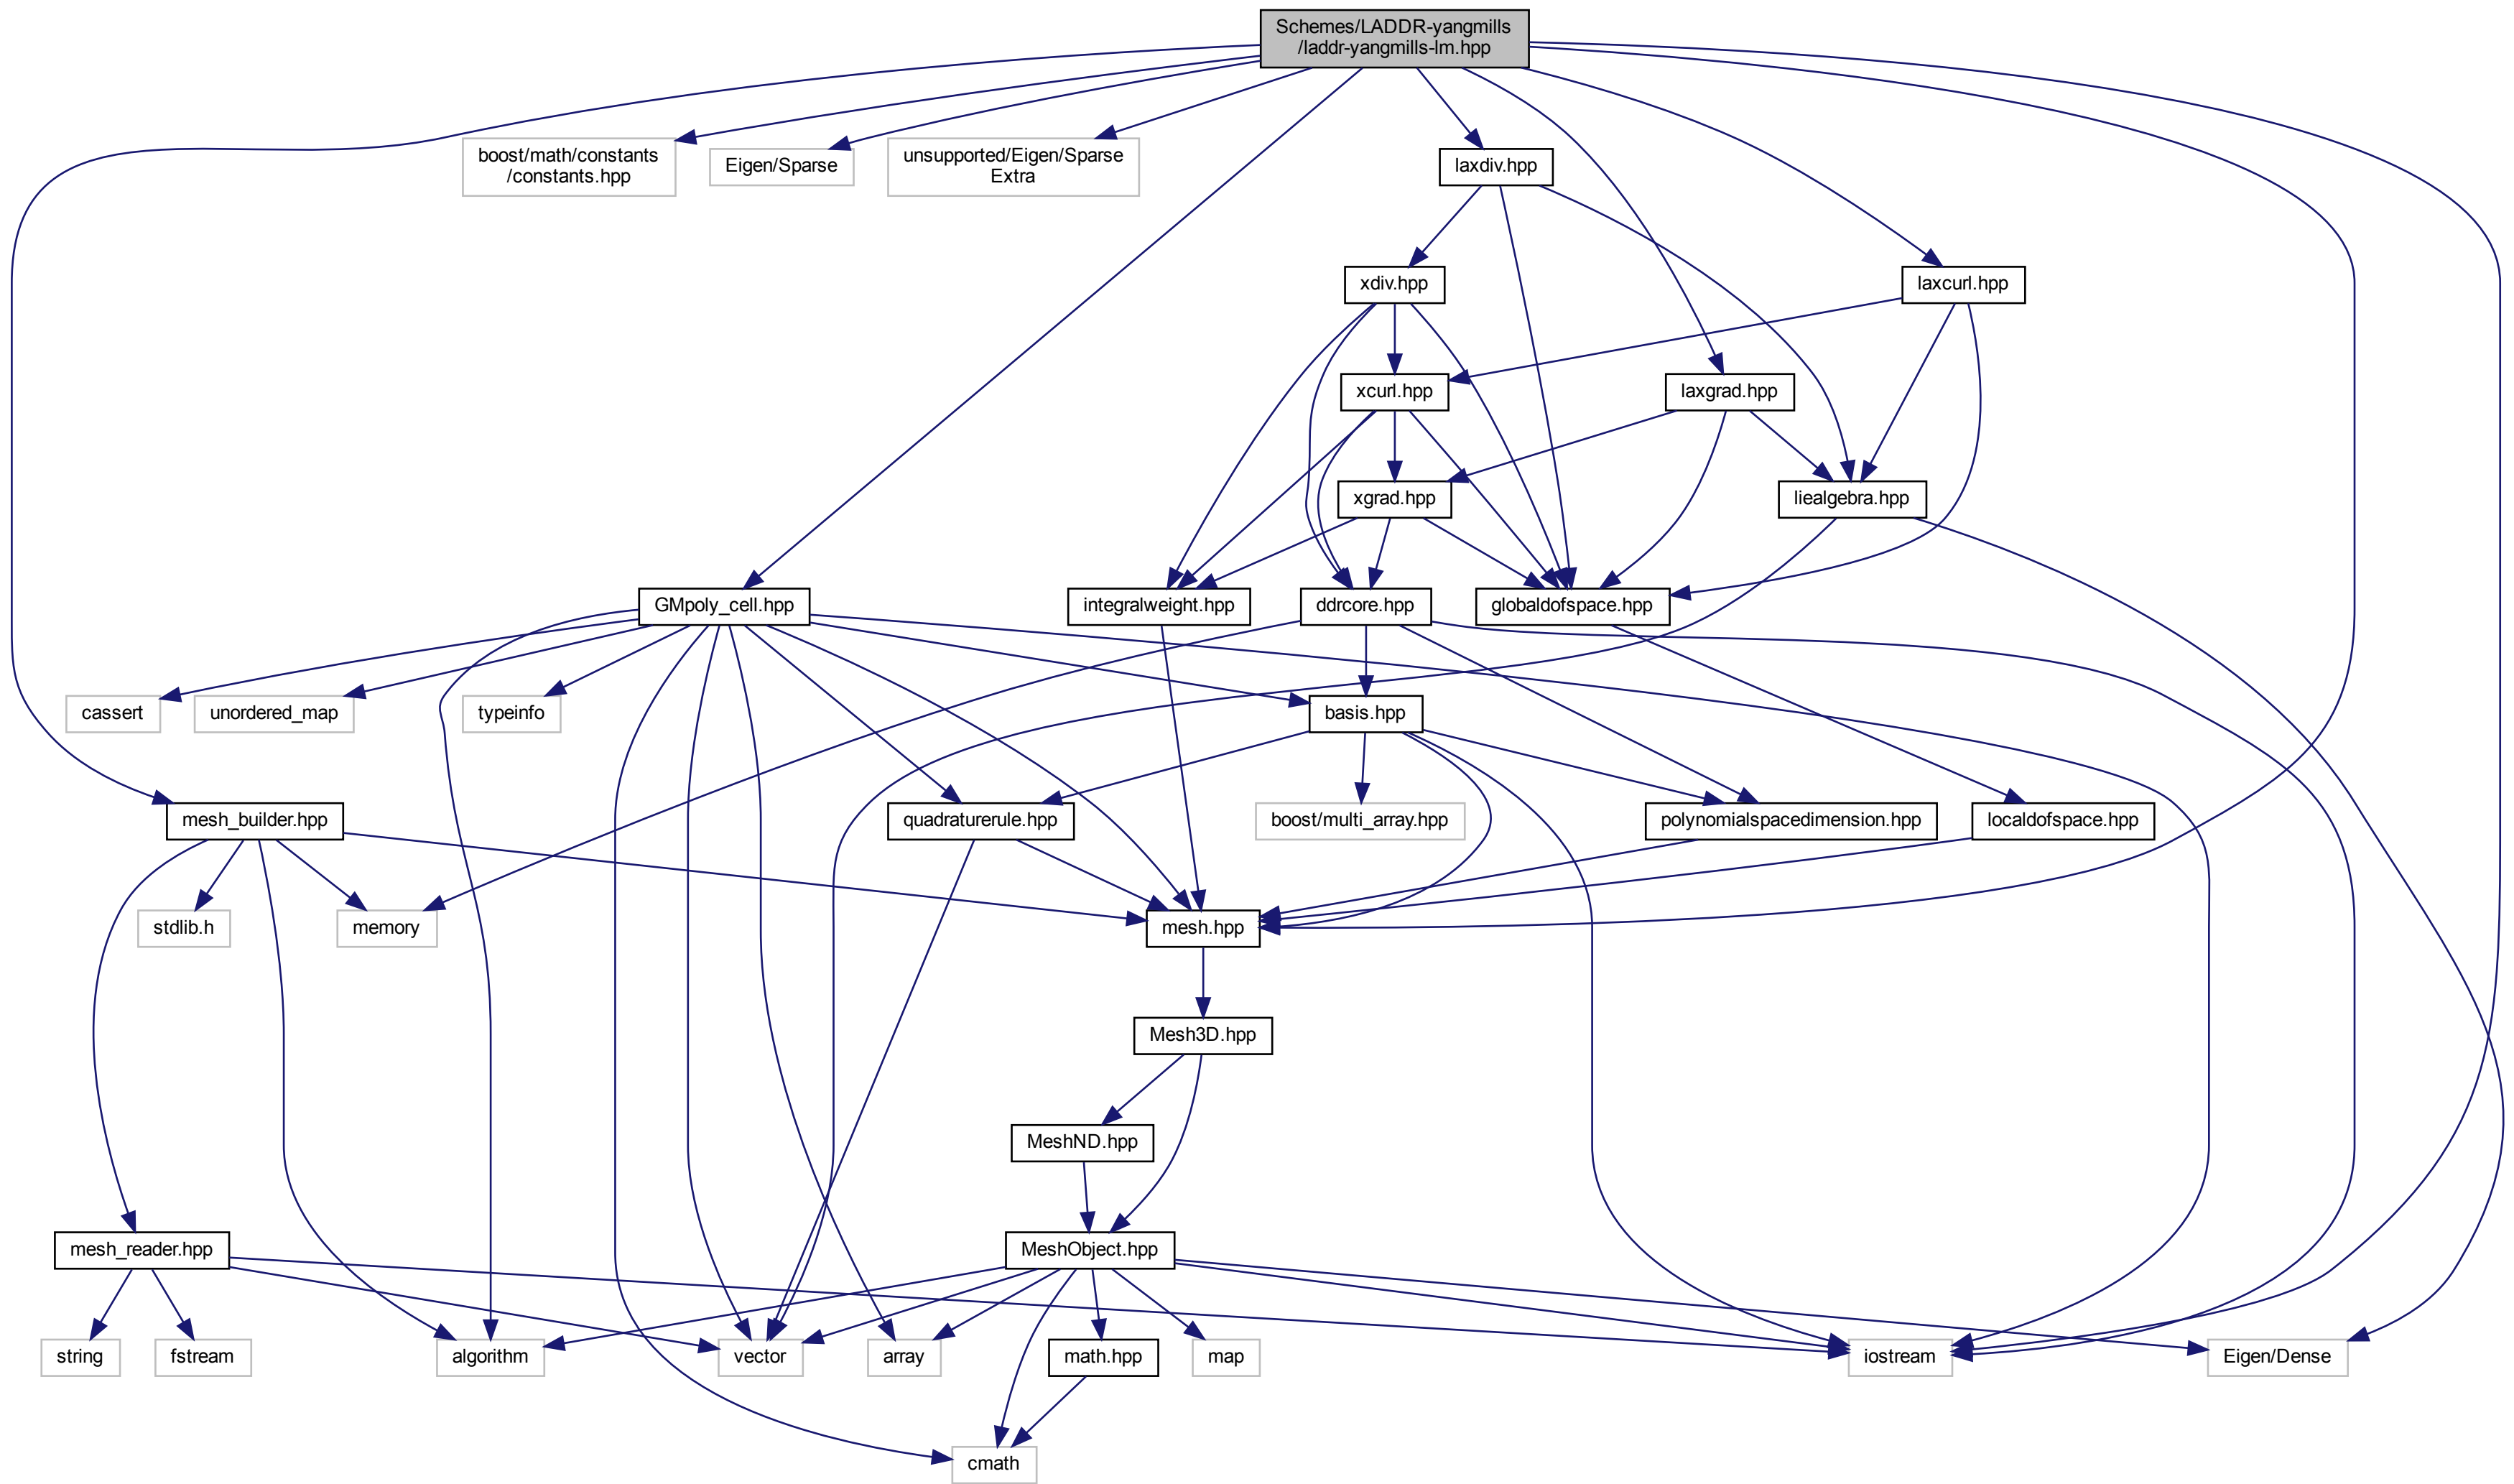 Schemes/LADDR-yangmills
/laddr-yangmills-lm.hpp
boost/math/constants
/constants.hpp
Eigen/Sparse
unsupported/Eigen/Sparse
Extra
laxdiv.hpp
xdiv.hpp
laxcurl.hpp
xcurl.hpp
laxgrad.hpp
xgrad.hpp
liealgebra.hpp
GMpoly_cell.hpp
integralweight.hpp
ddrcore.hpp
globaldofspace.hpp
cassert
unordered_map
typeinfo
basis.hpp
mesh_builder.hpp
quadraturerule.hpp
boost/multi_array.hpp
polynomialspacedimension.hpp
localdofspace.hpp
stdlib.h
memory
mesh.hpp
Mesh3D.hpp
MeshND.hpp
mesh_reader.hpp
MeshObject.hpp
string
fstream
algorithm
vector
array
math.hpp
map
iostream
Eigen/Dense
cmath